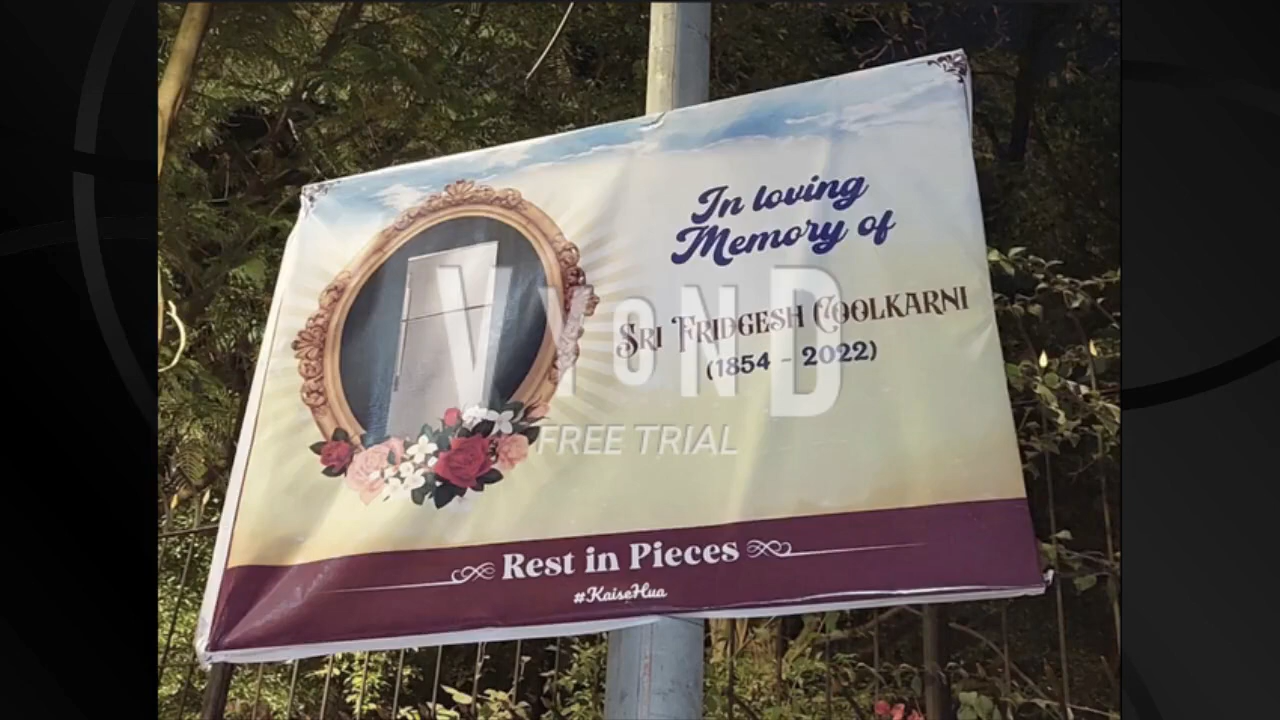 In loving
Memory of
Sri Fridgesh Coolkarni
(1854 - 2022)
VYOND
FREE TRIAL
Rest in Pieces
#KaiseHua